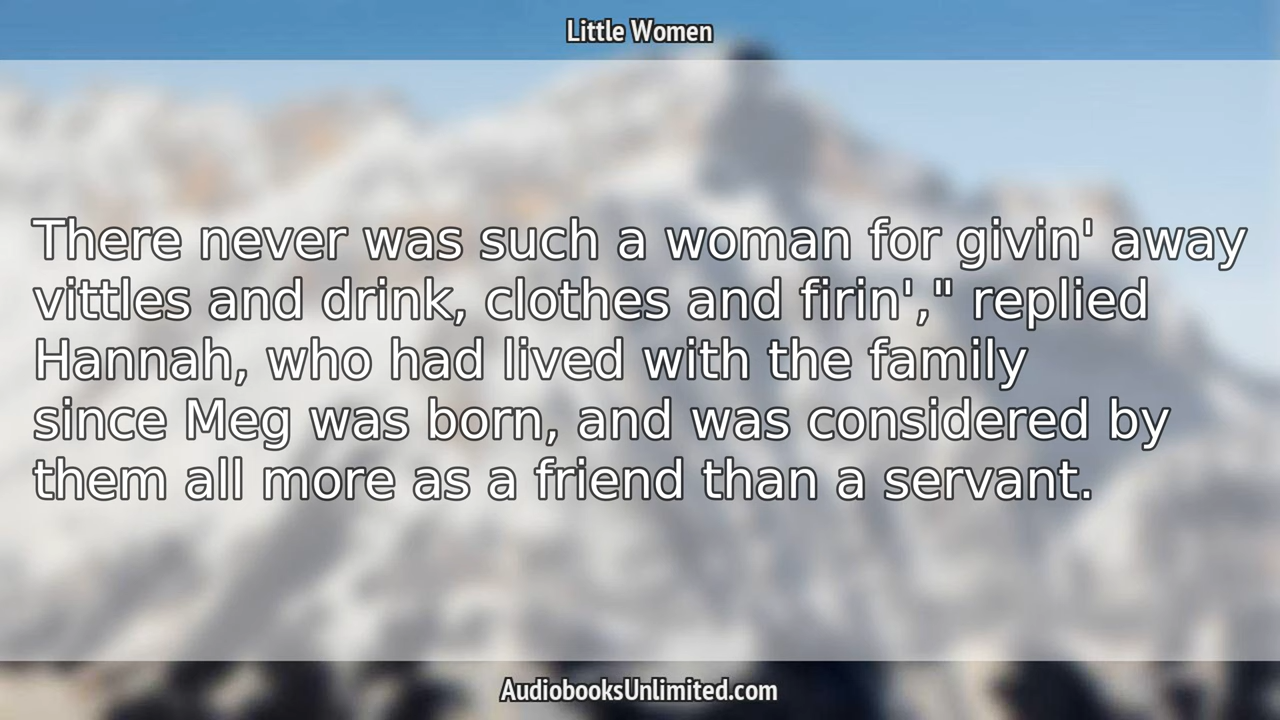 Little Women
There never was such a woman for givin' away
vittles and drink, clothes and firin'," replied
Hannah, who had lived with the family
since Meg was born, and was considered by
them all more as a friend than a servant.
AudiobooksUnlimited.com